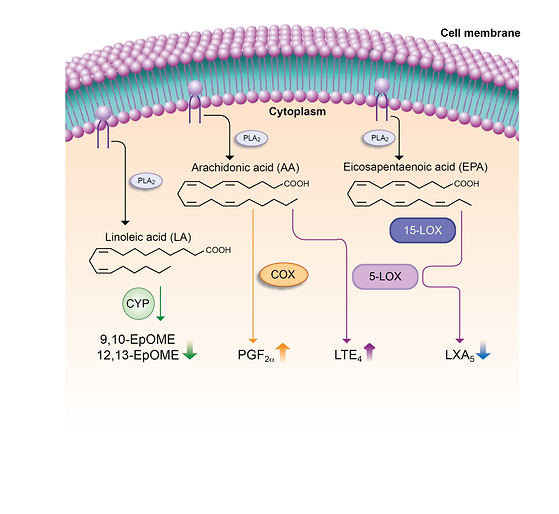 Cell membrane
Cytoplasm
PLA₂
PLA₂
PLA₂
Arachidonic acid (AA)
COOH
Eicosapentaenoic acid (EPA)
COOH
Linoleic acid (LA)
COOH
15-LOX
5-LOX
COX
CYP
9,10-EpOME
12,13-EpOME
PGF₂α
LTE₄
LXA₅